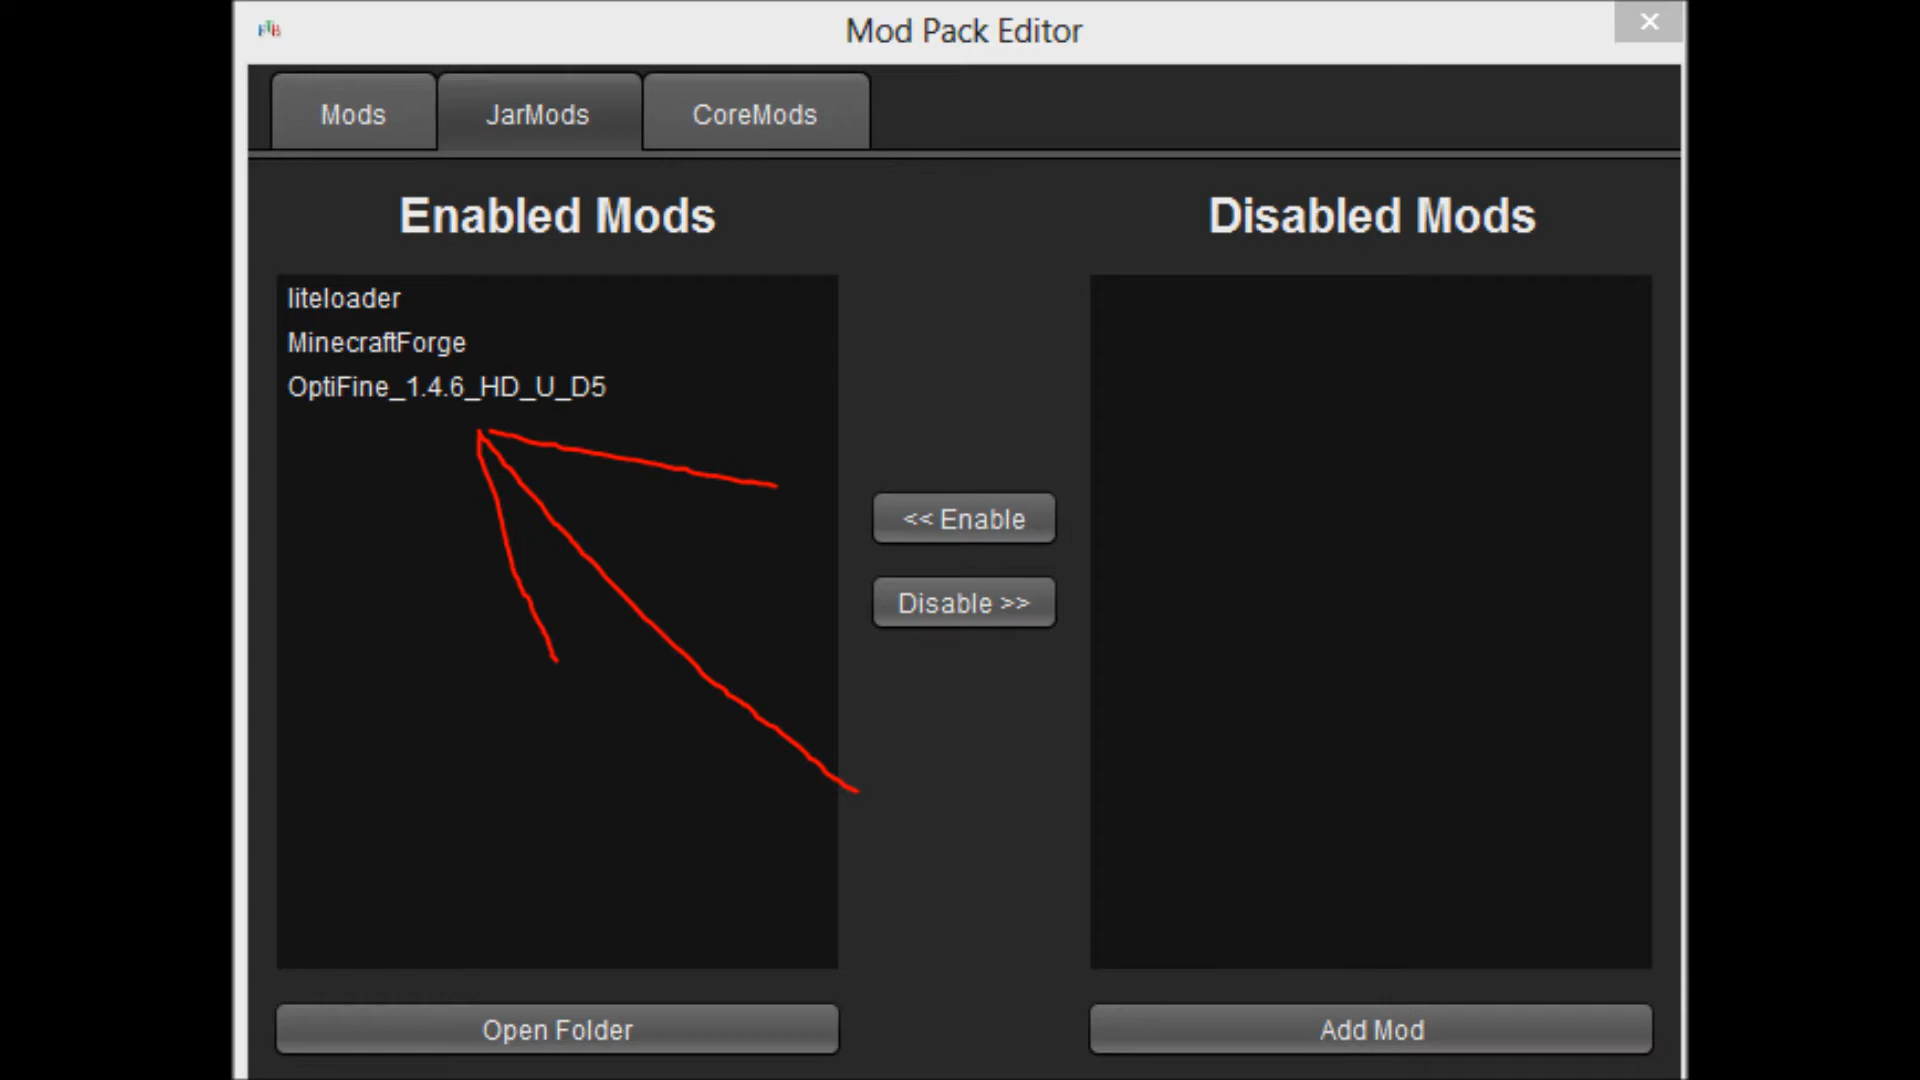 FTB
Mod Pack Editor
Mods
JarMods
CoreMods
Enabled Mods
Disabled Mods
liteloader
MinecraftForge
OptiFine_1.4.6_HD_U_D5
<< Enable
Disable >>
Open Folder
Add Mod